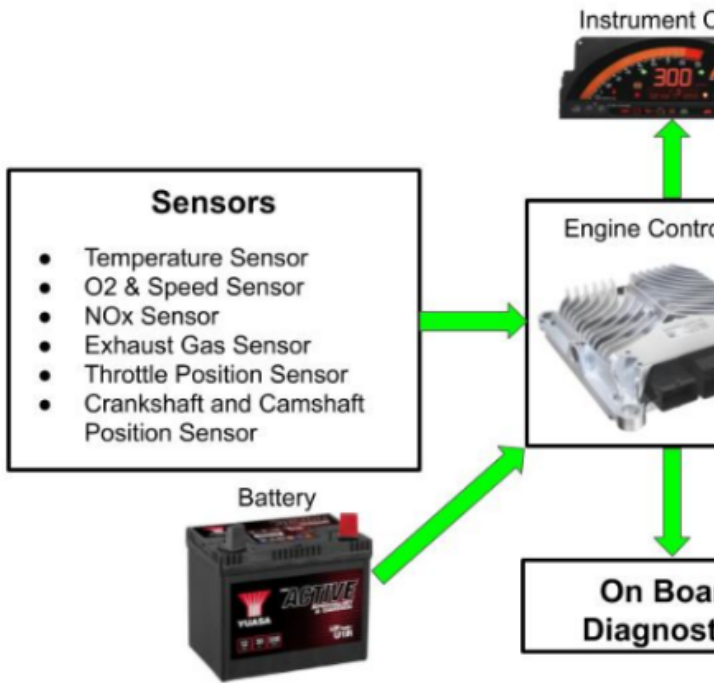 Instrument C
300
Sensors
Engine Contro
● Temperature Sensor
● O2 & Speed Sensor
● NOx Sensor
● Exhaust Gas Sensor
● Throttle Position Sensor
● Crankshaft and Camshaft
Position Sensor
Battery
ACTIVE
YUASA
U1R
On Boa
Diagnost